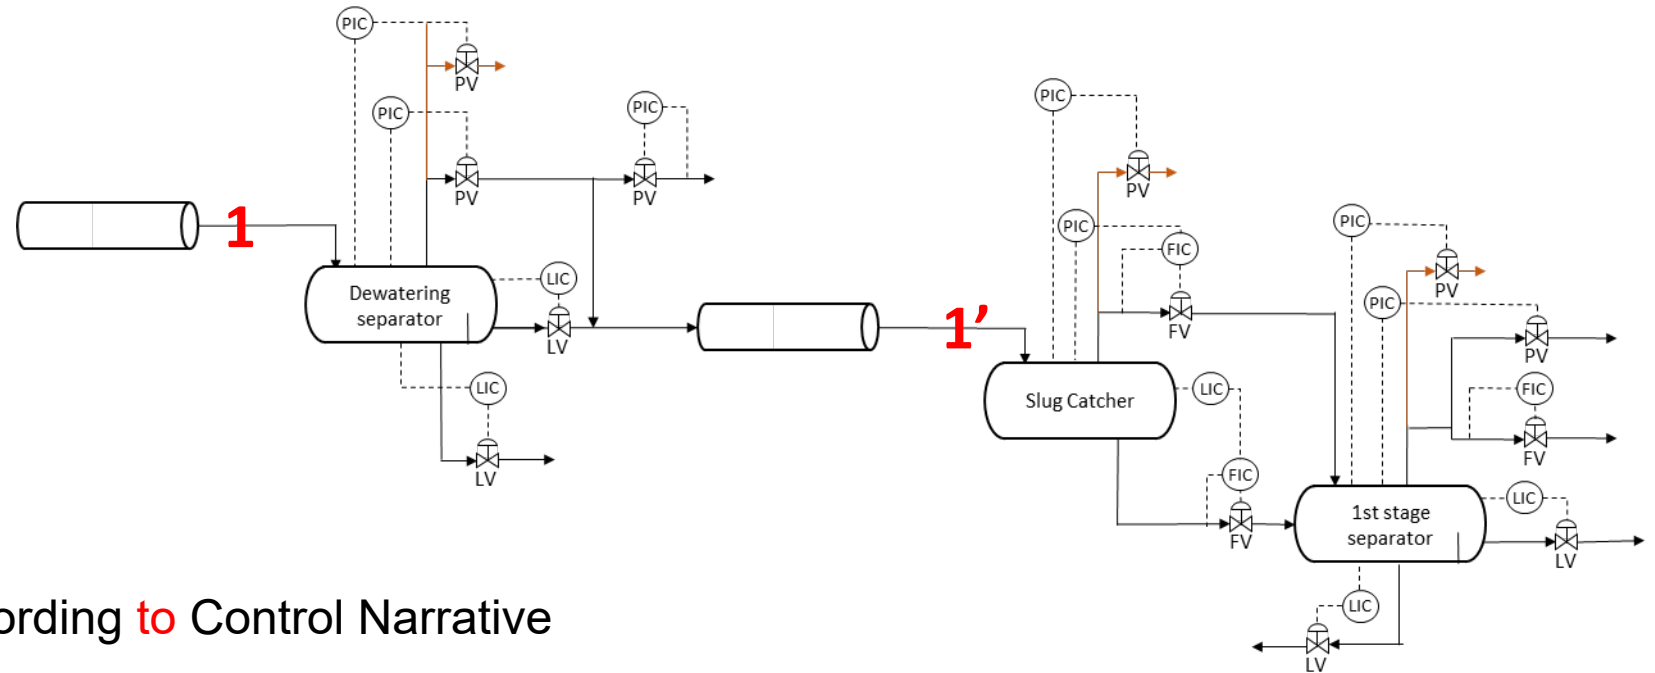 PIC
PV
PIC
PIC
PV
PV
1
Dewatering
separator
LIC
LV
LIC
LV
1’
PIC
PV
PIC
FIC
FV
Slug Catcher
LIC
FIC
FV
PIC
PV
PIC
PV
FIC
FV
1st stage
separator
LIC
LV
LIC
LV
ording to Control Narrative